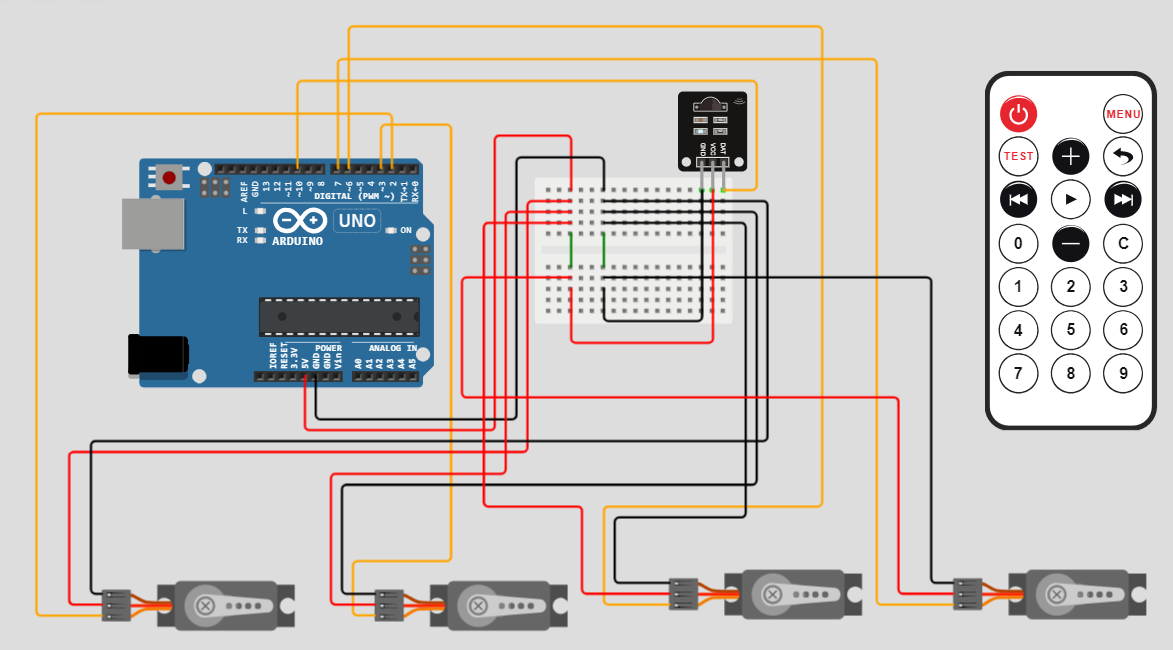 GND VCC DAT
MENU
TEST
0 C
1 2 3
4 5 6
7 8 9
AREF
GND
13
12
~11
~10
~9
8
7
~6
~5
4
~3
2
TX→1
RX←0
DIGITAL (PWM ~)
L
TX
RX
ARDUINO
UNO
ON
POWER
ANALOG IN
IOREF
RESET
3.3V
5V
GND
GND
Vin
A0
A1
A2
A3
A4
A5